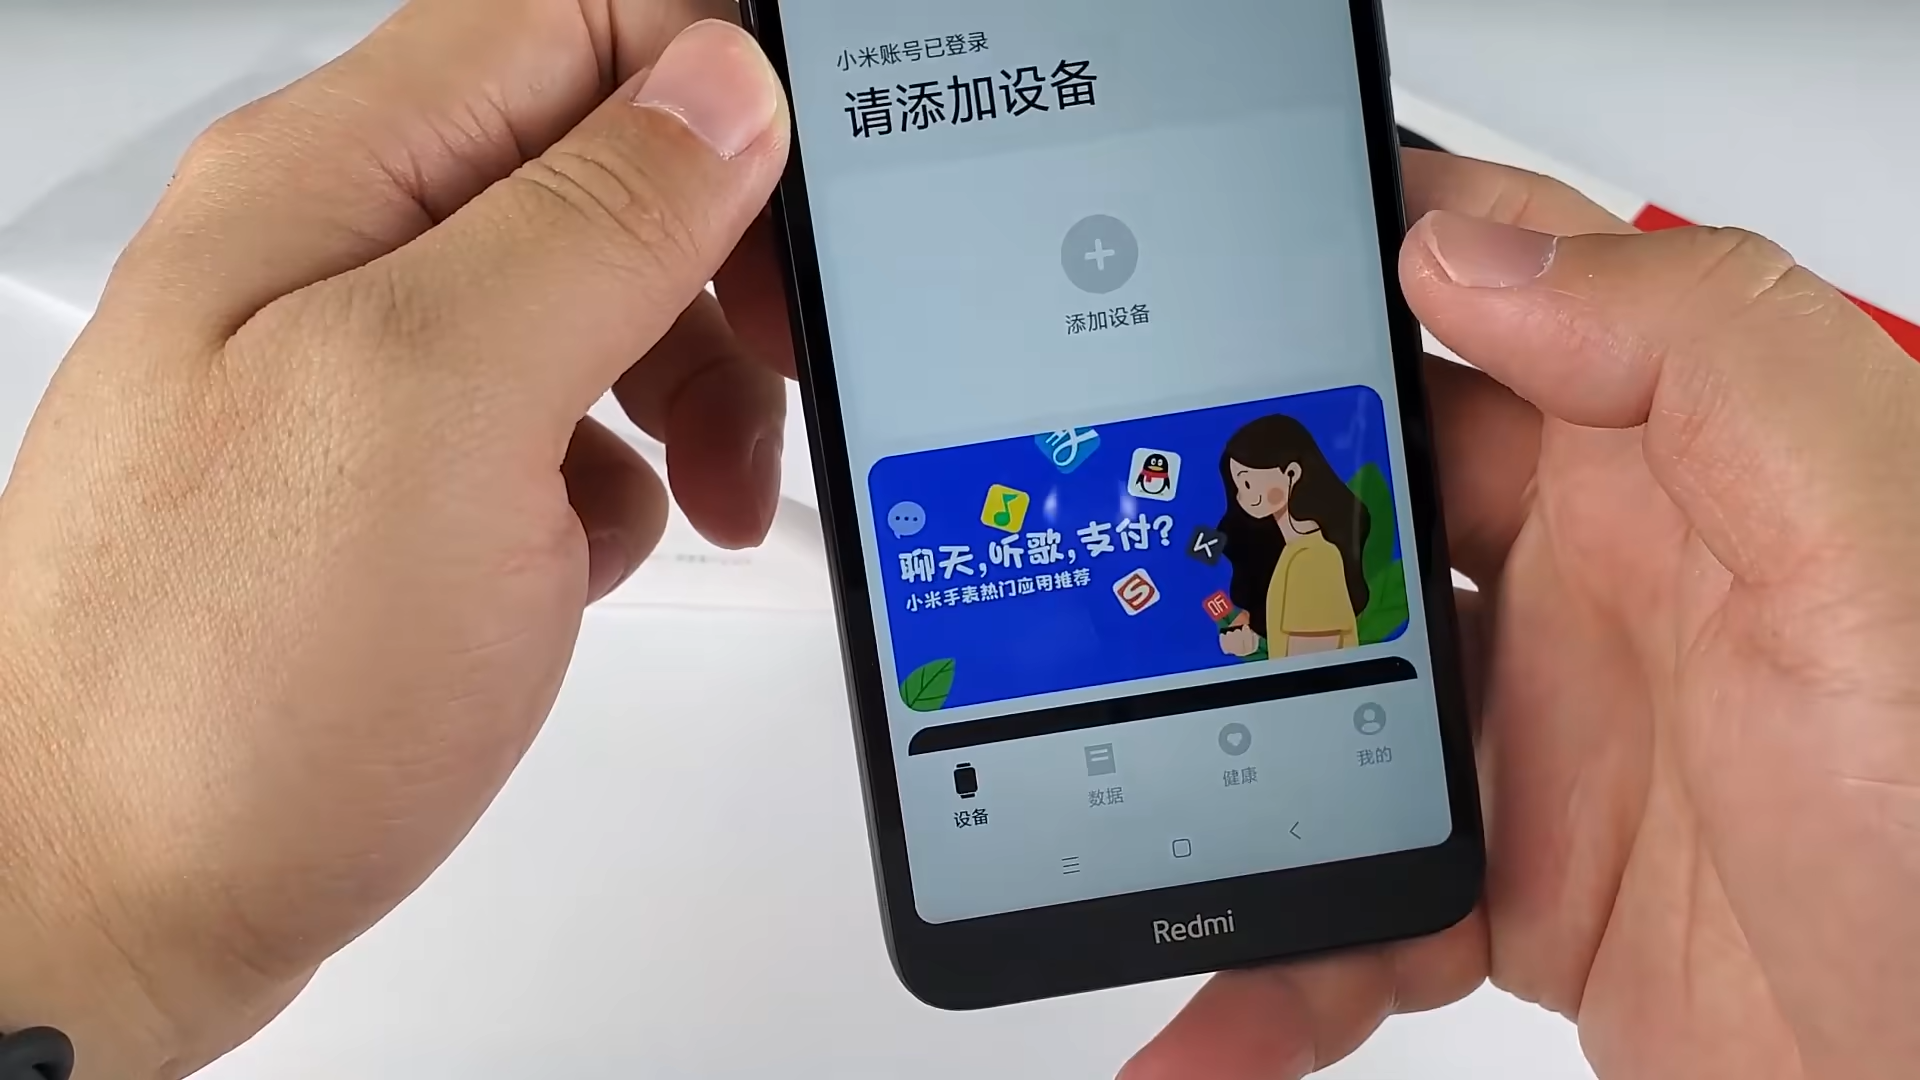 小米账号已登录
请添加设备
添加设备
聊天,听歌,支付?
小米手表热门应用推荐
听
设备
数据
健康
我的
Redmi